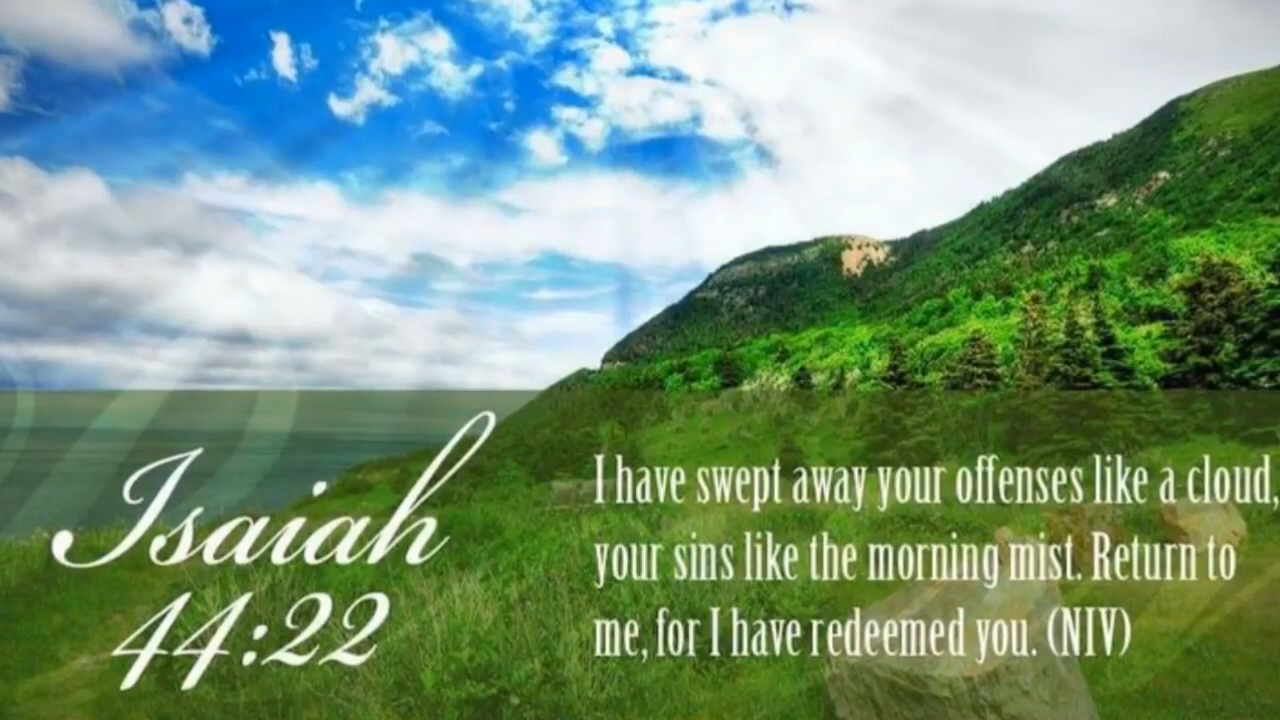 Isaiah
44:22
I have swept away your offenses like a cloud,
your sins like the morning mist. Return to
me, for I have redeemed you. (NIV)